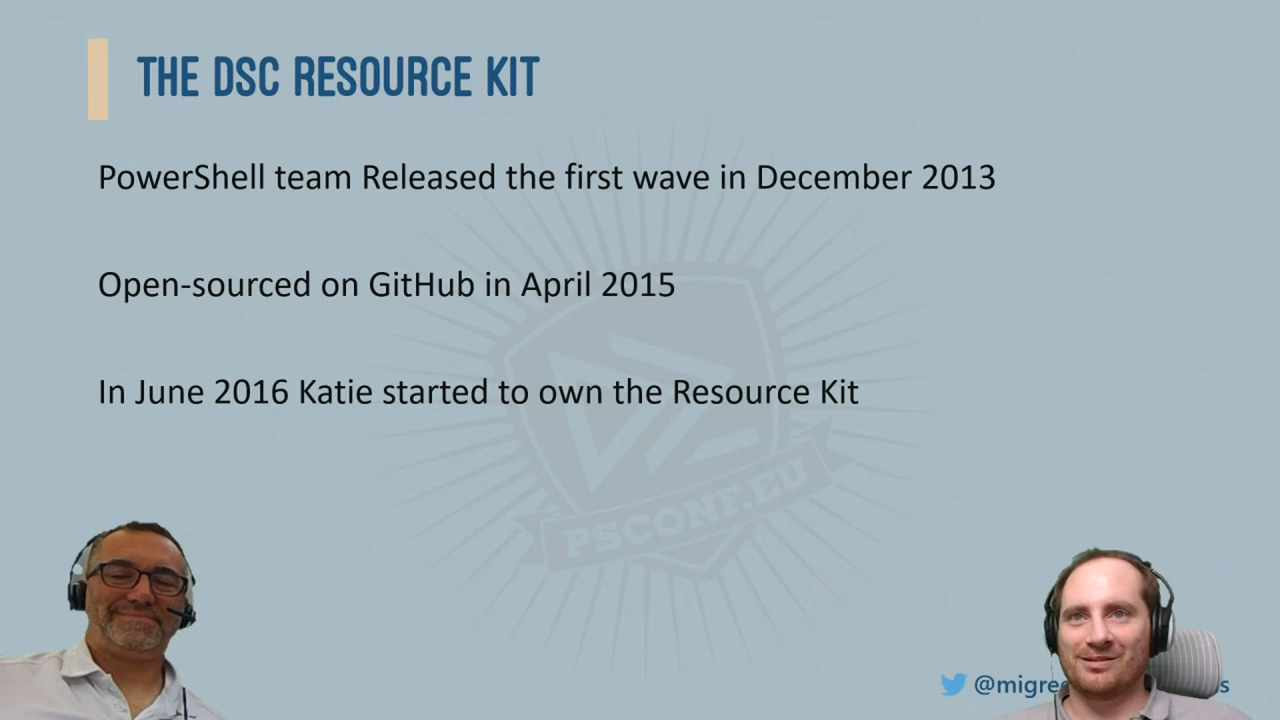 THE DSC RESOURCE KIT
PowerShell team Released the first wave in December 2013
Open-sourced on GitHub in April 2015
In June 2016 Katie started to own the Resource Kit
PSCONF.EU